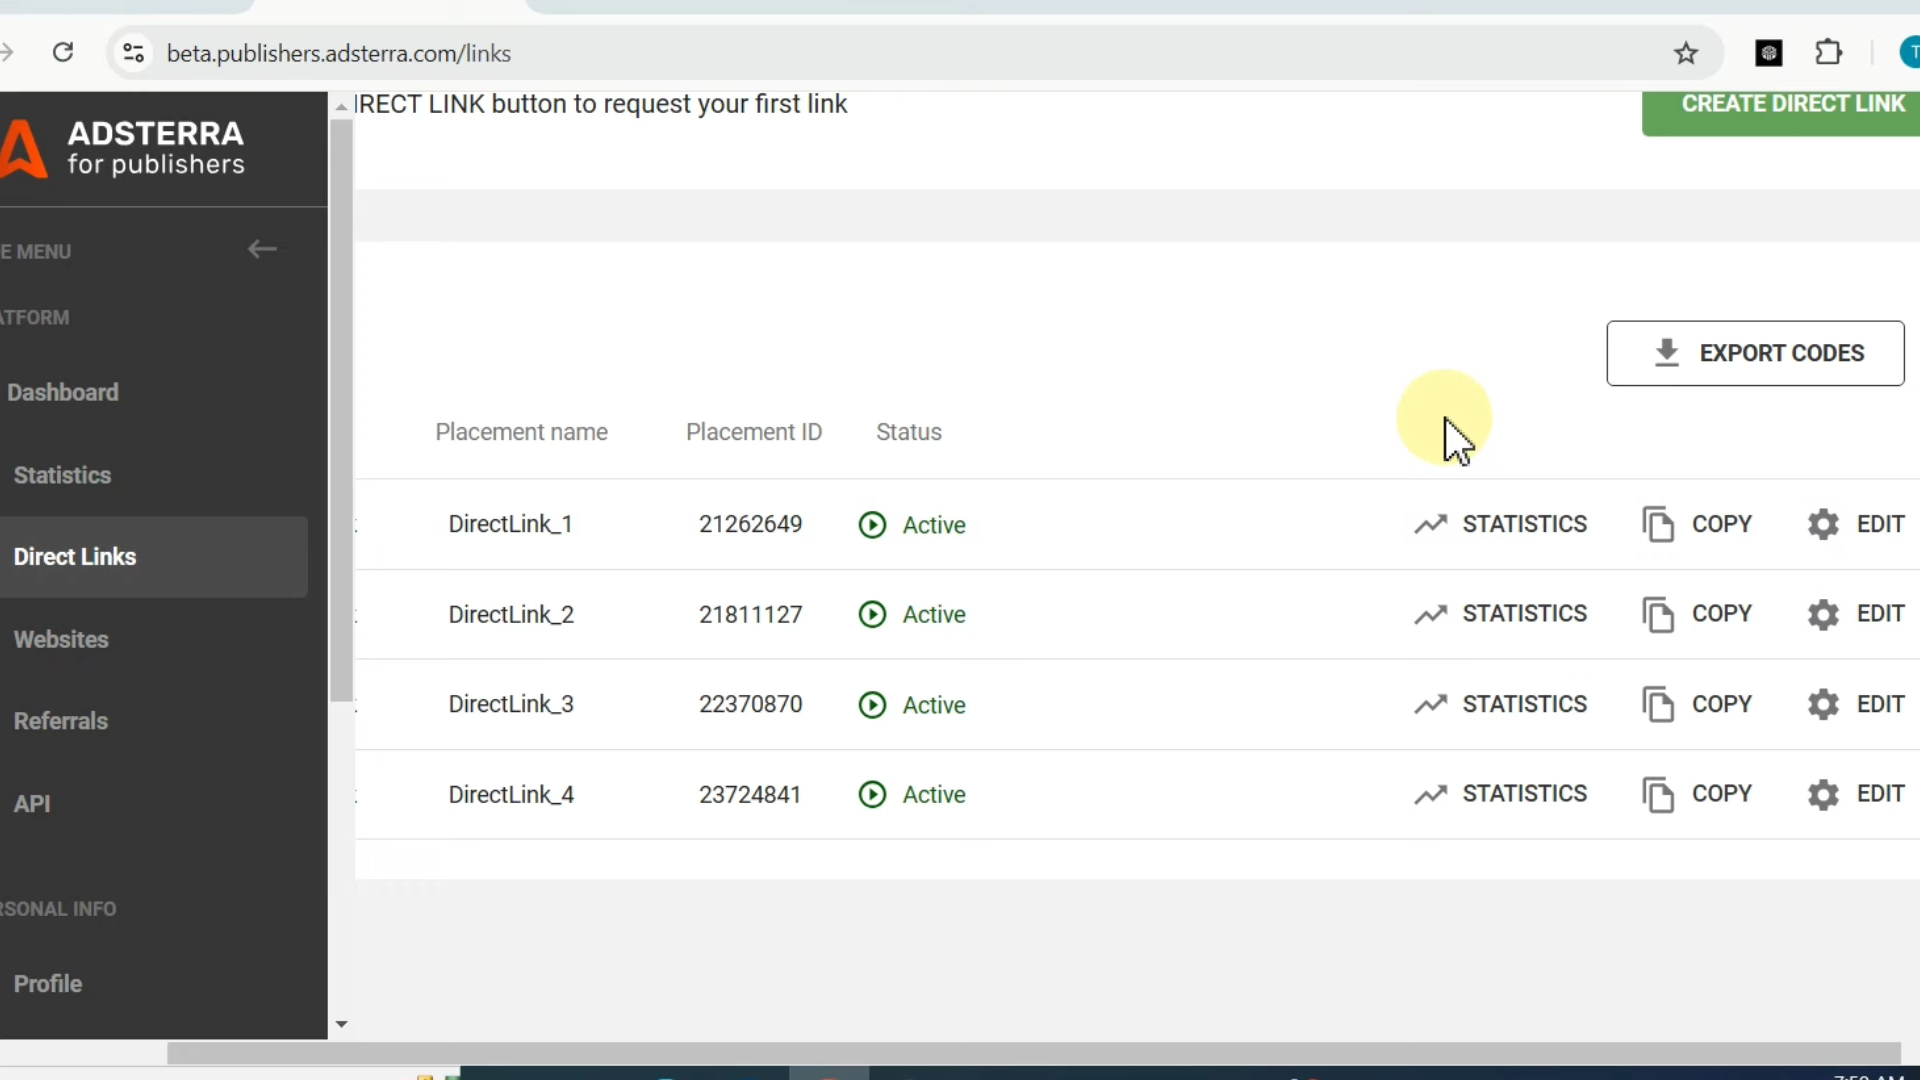 beta.publishers.adsterra.com/links
T
IRECT LINK button to request your first link
CREATE DIRECT LINK
ADSTERRA
for publishers
E MENU
ATFORM
EXPORT CODES
Dashboard
Placement name Placement ID Status
Statistics
DirectLink_1 21262649 Active STATISTICS COPY EDIT
Direct Links
DirectLink_2 21811127 Active STATISTICS COPY EDIT
Websites
DirectLink_3 22370870 Active STATISTICS COPY EDIT
Referrals
DirectLink_4 23724841 Active STATISTICS COPY EDIT
API
RSONAL INFO
Profile